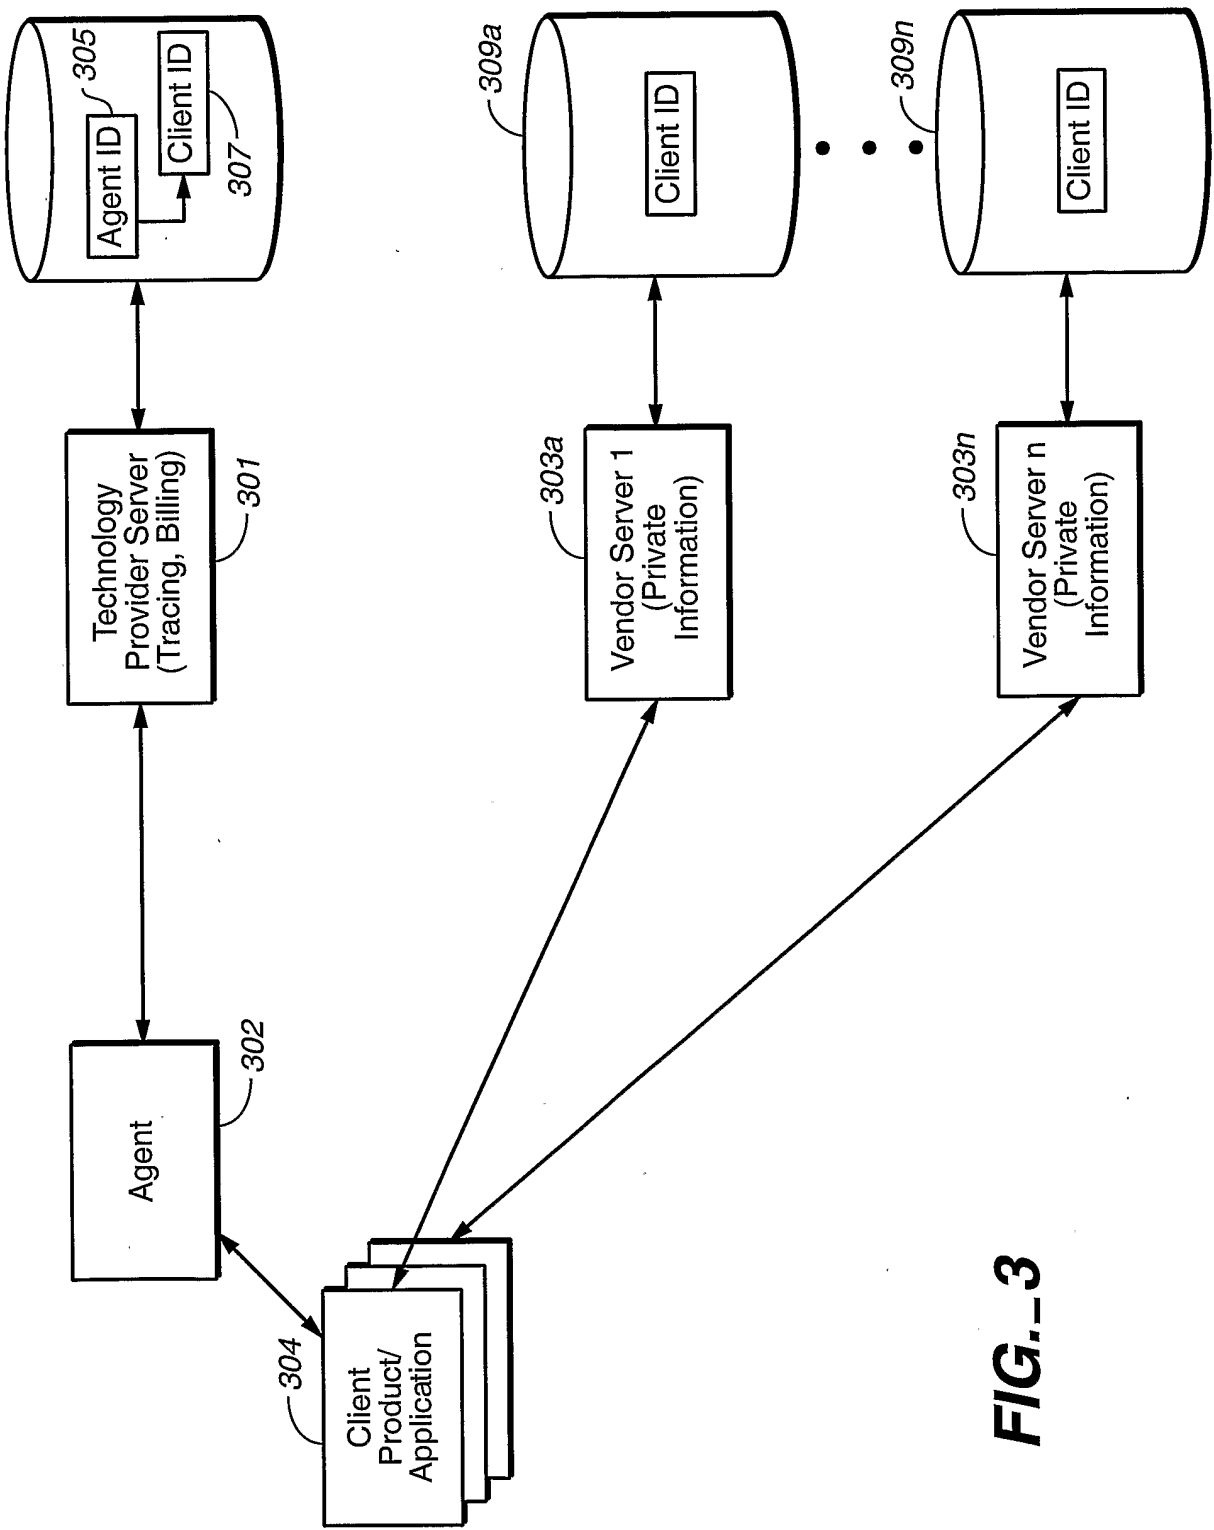 Agent ID
305
Client ID
307
Technology
Provider Server
(Tracing, Billing)
301
Agent
302
309a
Client ID
303a
Vendor Server 1
(Private
Information)
304
Client
Product/
Application
309n
Client ID
303n
Vendor Server n
(Private
Information)
FIG._3